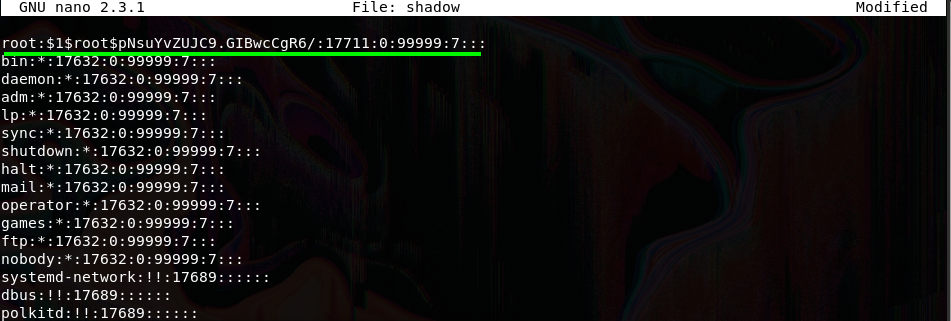 GNU nano 2.3.1 File: shadow Modified
root:$1$root$pNsuYvZUJC9.GIBwcCgR6/:17711:0:99999:7:::
bin:*:17632:0:99999:7:::
daemon:*:17632:0:99999:7:::
adm:*:17632:0:99999:7:::
lp:*:17632:0:99999:7:::
sync:*:17632:0:99999:7:::
shutdown:*:17632:0:99999:7:::
halt:*:17632:0:99999:7:::
mail:*:17632:0:99999:7:::
operator:*:17632:0:99999:7:::
games:*:17632:0:99999:7:::
ftp:*:17632:0:99999:7:::
nobody:*:17632:0:99999:7:::
systemd-network:!!:17689::::::
dbus:!!:17689::::::
polkitd:!!:17689::::::